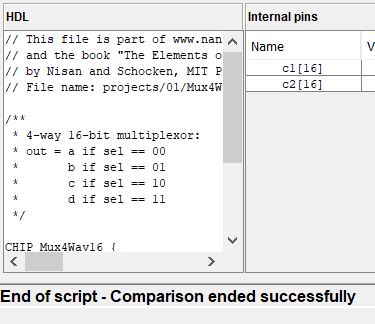 HDL
Internal pins
// This file is part of www.nan
// and the book "The Elements o
// by Nisan and Schocken, MIT P
// File name: projects/01/Mux4W
/**
* 4-way 16-bit multiplexor:
* out = a if sel == 00
* b if sel == 01
* c if sel == 10
* d if sel == 11
*/
CHIP Mux4Way16 {
Name V
c1[16]
c2[16]
End of script - Comparison ended successfully